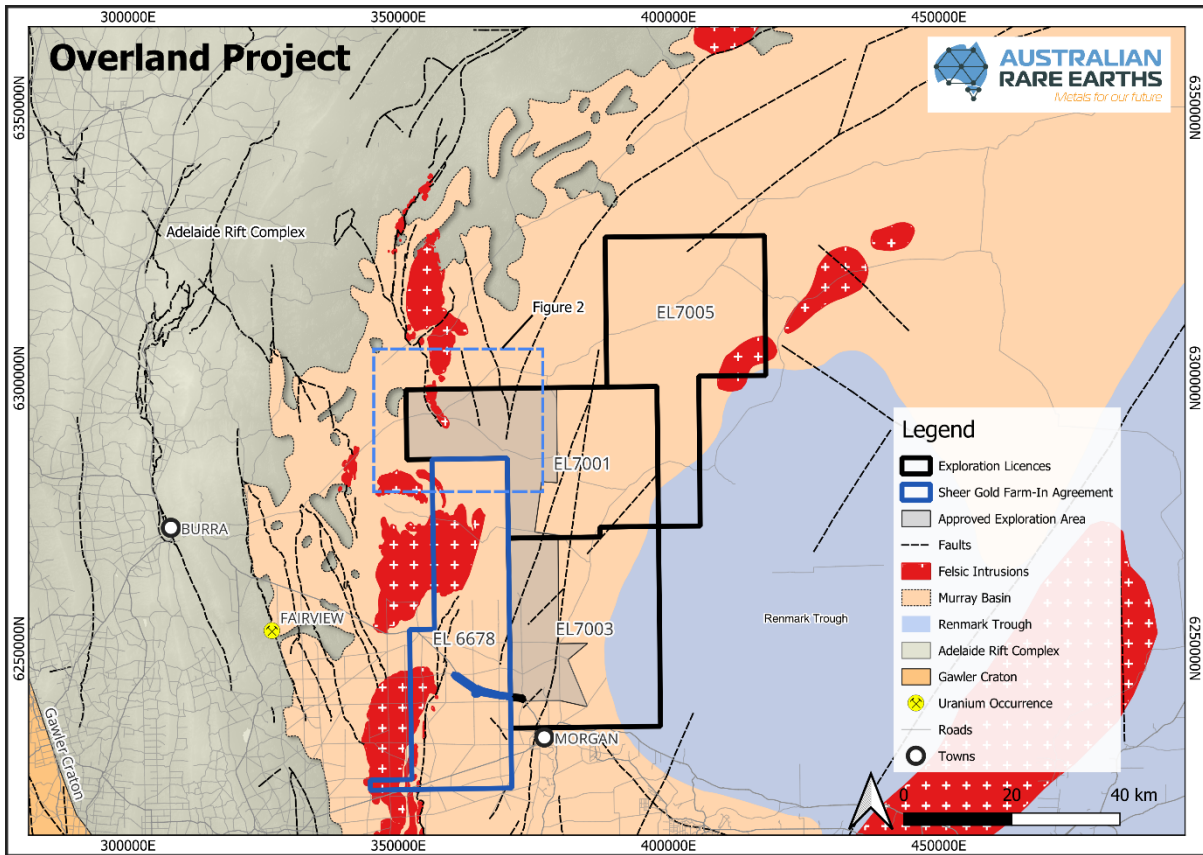 300000E 350000E 400000E 450000E
Overland Project
AUSTRALIAN
RARE EARTHS
Metals for our future
6350000N
6350000N
Adelaide Rift Complex
Figure 2
EL7005
6300000N
6300000N
EL7001
BURRA
FAIRVIEW
EL 6678
EL7003
Renmark Trough
6250000N
6250000N
MORGAN
Gawler Craton
Legend
Exploration Licences
Sheer Gold Farm-In Agreement
Approved Exploration Area
Faults
Felsic Intrusions
Murray Basin
Renmark Trough
Adelaide Rift Complex
Gawler Craton
Uranium Occurrence
Roads
Towns
0 20 40 km
300000E 350000E 400000E 450000E